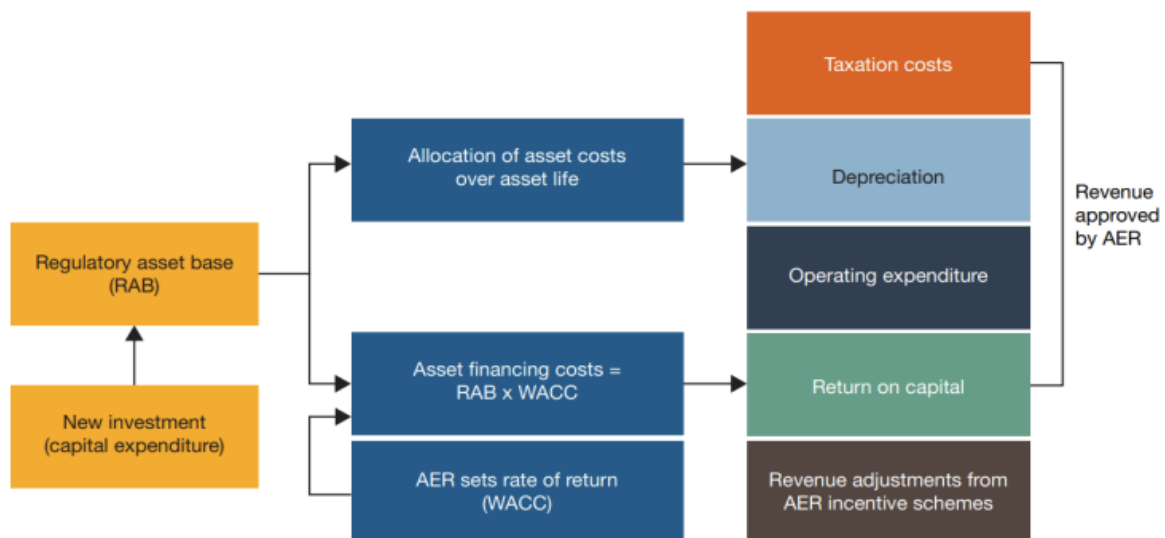 Taxation costs
Allocation of asset costs
over asset life
Depreciation
Revenue
approved
by AER
Regulatory asset base
(RAB)
Operating expenditure
Asset financing costs =
RAB x WACC
Return on capital
New investment
(capital expenditure)
AER sets rate of return
(WACC)
Revenue adjustments from
AER incentive schemes